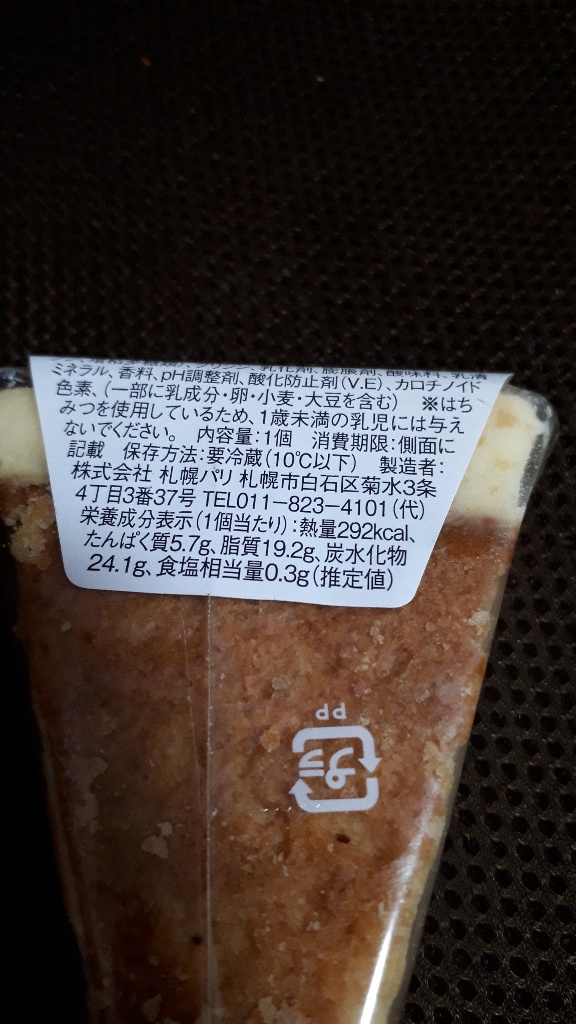 ミネラル、香料、pH調整剤、酸化防止剤(V.E)、カロチノイド
色素、(一部に乳成分・卵・小麦・大豆を含む) ※はち
みつを使用しているため、1歳未満の乳児には与え
ないでください。 内容量:1個 消費期限:側面に
記載 保存方法:要冷蔵(10℃以下) 製造者:
株式会社 札幌パリ 札幌市白石区菊水3条
4丁目3番37号 TEL011-823-4101(代)
栄養成分表示(1個当たり):熱量292kcal、
たんぱく質5.7g、脂質19.2g、炭水化物
24.1g、食塩相当量0.3g(推定値)
PP
プラ